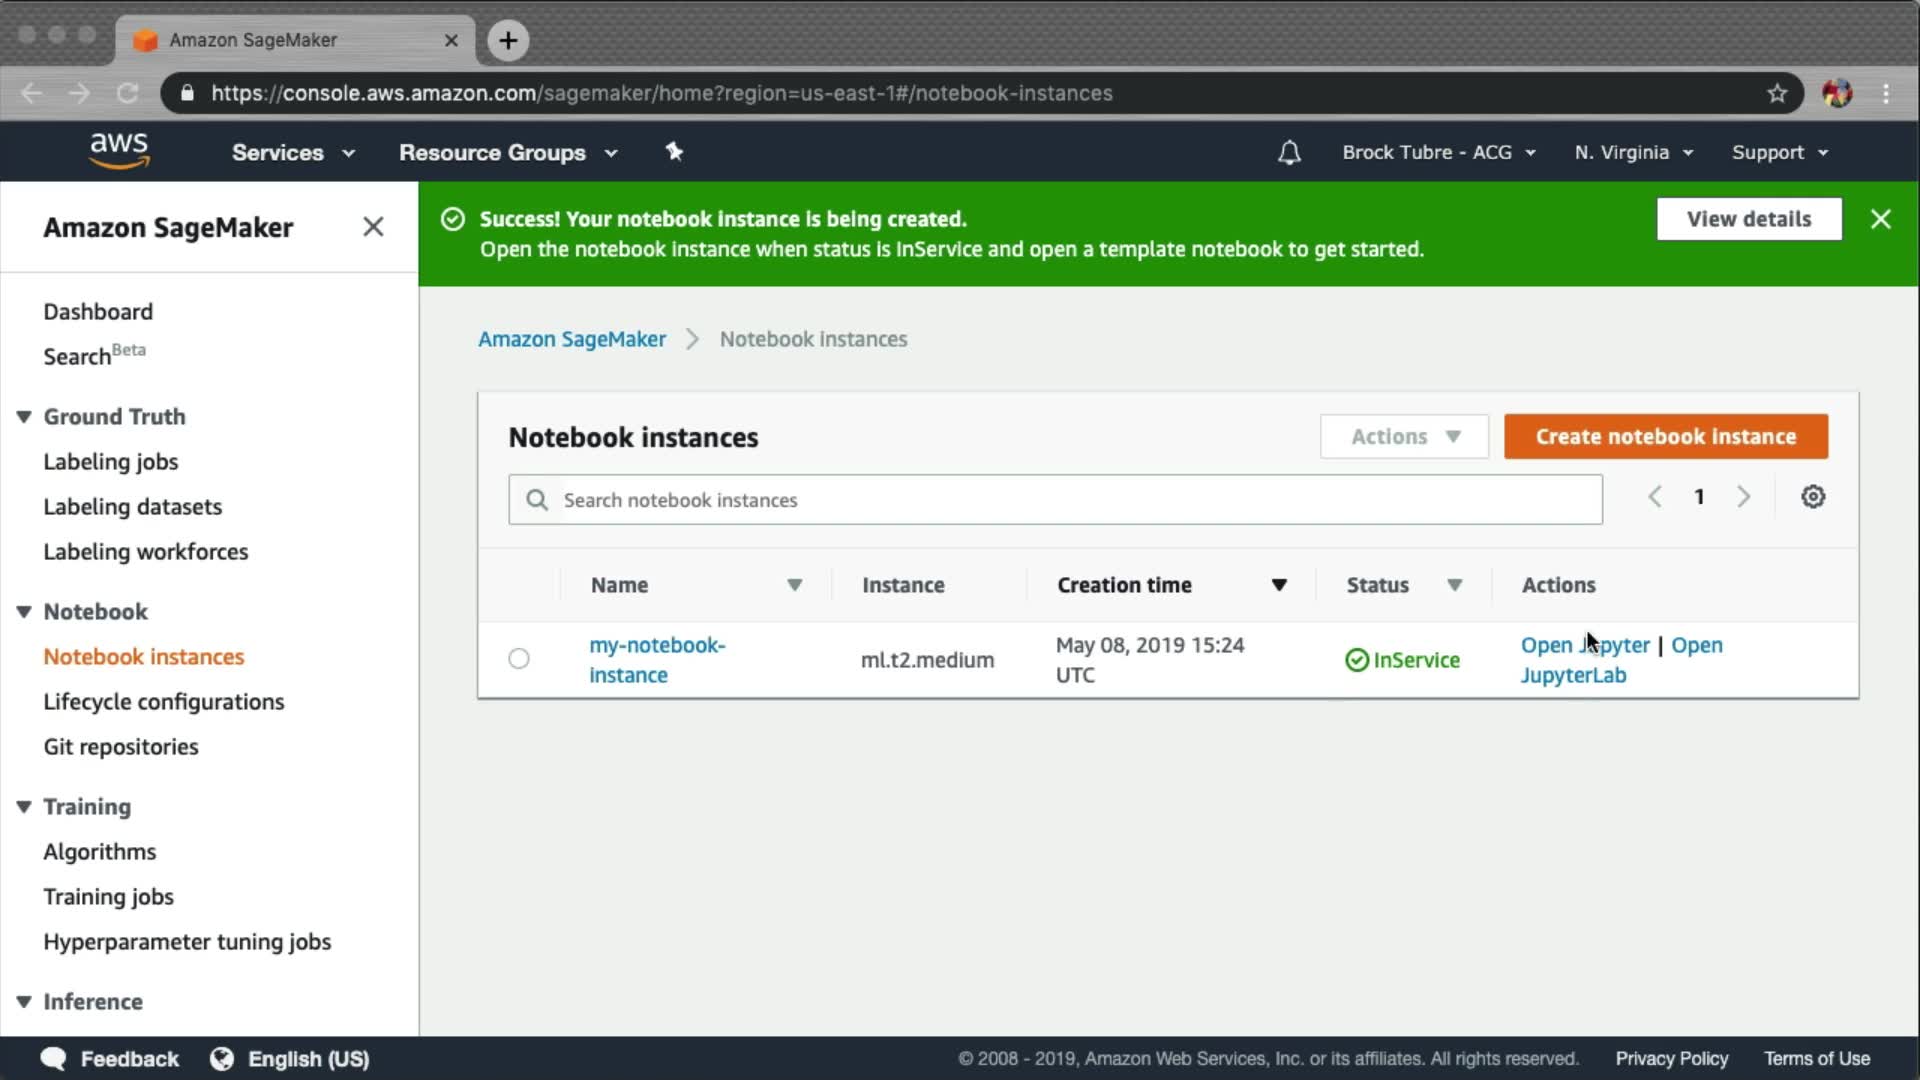 Amazon SageMaker
https://console.aws.amazon.com/sagemaker/home?region=us-east-1#/notebook-instances
aws
Services
Resource Groups
Brock Tubre - ACG
N. Virginia
Support
Amazon SageMaker
Success! Your notebook instance is being created.
Open the notebook instance when status is InService and open a template notebook to get started.
View details
Dashboard
Search Beta
Ground Truth
Labeling jobs
Labeling datasets
Labeling workforces
Notebook
Notebook instances
Lifecycle configurations
Git repositories
Training
Algorithms
Training jobs
Hyperparameter tuning jobs
Inference
Amazon SageMaker
Notebook instances
Notebook instances
Actions
Create notebook instance
Search notebook instances
1
Name
Instance
Creation time
Status
Actions
my-notebook-
instance
ml.t2.medium
May 08, 2019 15:24
UTC
InService
Open Jupyter | Open
JupyterLab
Feedback
English (US)
© 2008 - 2019, Amazon Web Services, Inc. or its affiliates. All rights reserved.
Privacy Policy
Terms of Use